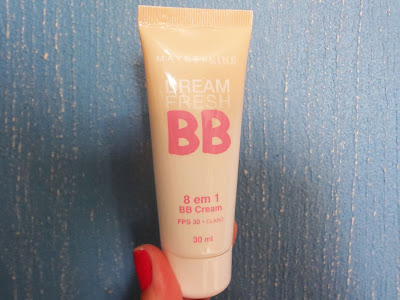 MAYBELLINE
DREAM
FRESH
BB
8 em 1
BB Cream
FPS 30 • CLARO
30 ml